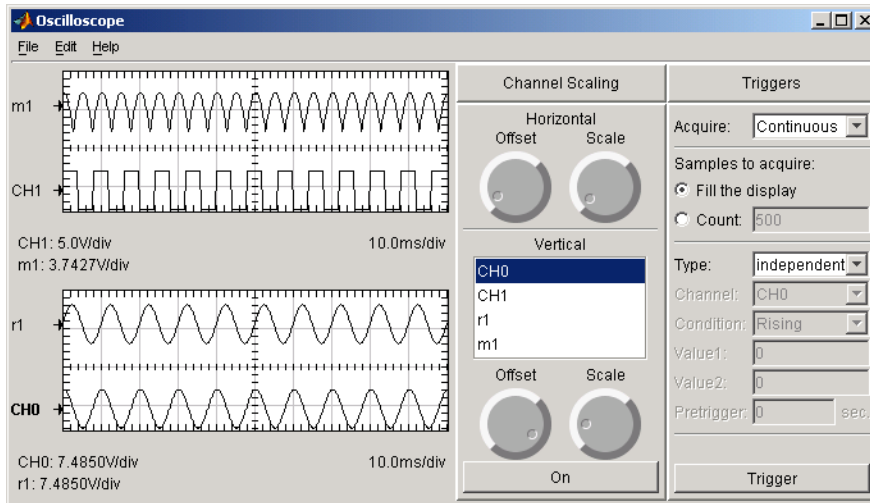 Oscilloscope
File Edit Help
m1
CH1
CH1: 5.0V/div 10.0ms/div
m1: 3.7427V/div
r1
CH0
CH0: 7.4850V/div 10.0ms/div
r1: 7.4850V/div
Channel Scaling
Horizontal
Offset Scale
Vertical
CH0
CH1
r1
m1
Offset Scale
On
Triggers
Acquire: Continuous
Samples to acquire:
Fill the display
Count: 500
Type: independent
Channel: CH0
Condition: Rising
Value1: 0
Value2: 0
Pretrigger: 0 sec.
Trigger